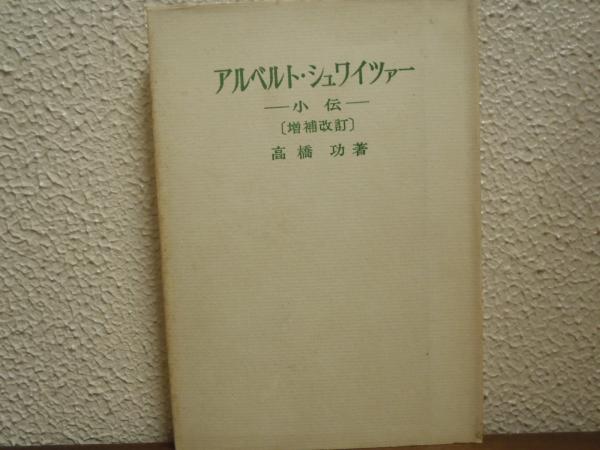 アルベルト・シュワイツァー
―小伝―
〔増補改訂〕
高橋功著